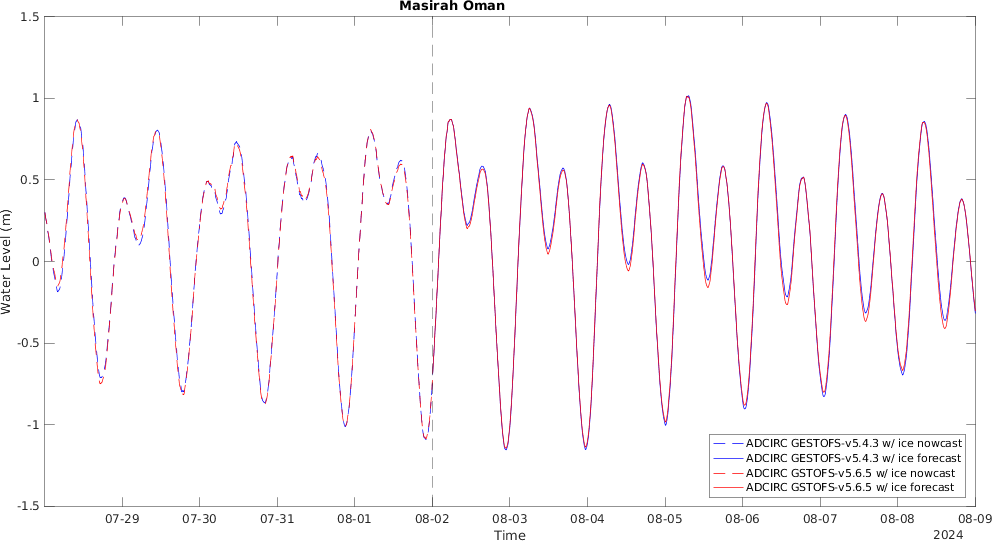 Masirah Oman
1.5
1
0.5
0
-0.5
-1
-1.5
Water Level (m)
07-29 07-30 07-31 08-01 08-02 08-03 08-04 08-05 08-06 08-07 08-08 08-09
Time
2024
ADCIRC GESTOFS-v5.4.3 w/ ice nowcast
ADCIRC GESTOFS-v5.4.3 w/ ice forecast
ADCIRC GSTOFS-v5.6.5 w/ ice nowcast
ADCIRC GSTOFS-v5.6.5 w/ ice forecast